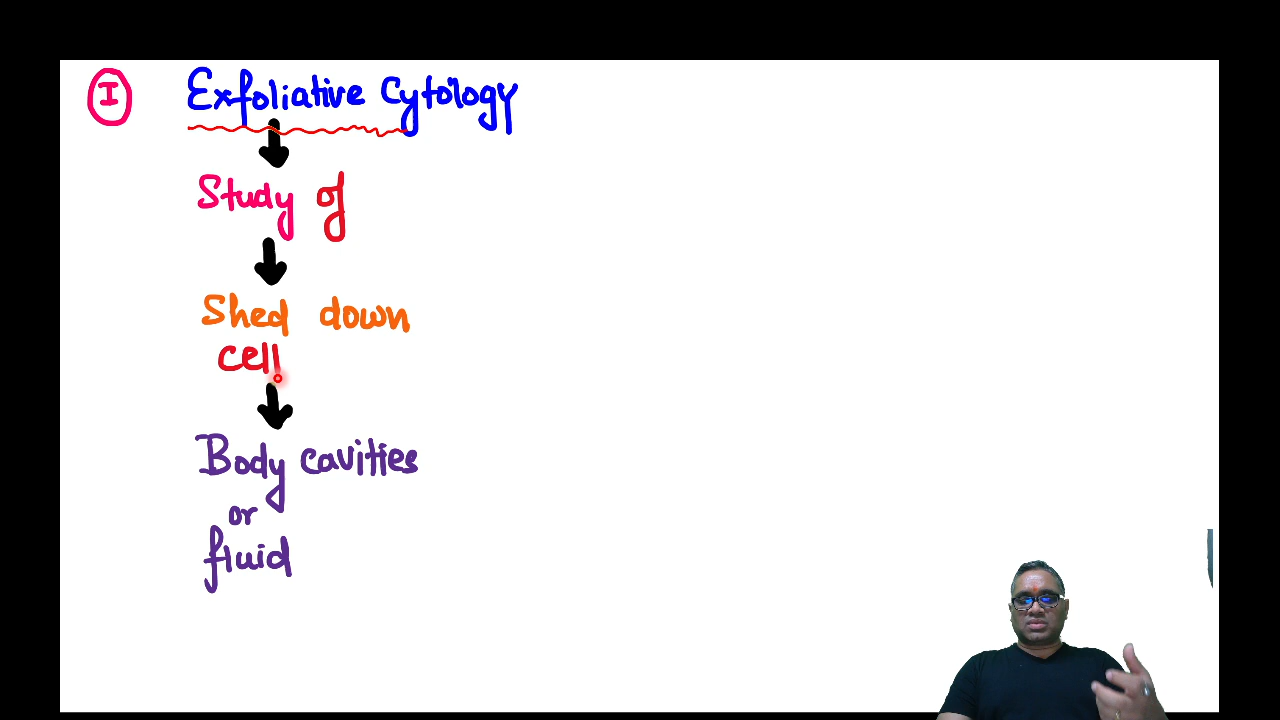 I Exfoliative Cytology
Study of
Shed down
cell
Body cavities
or
fluid